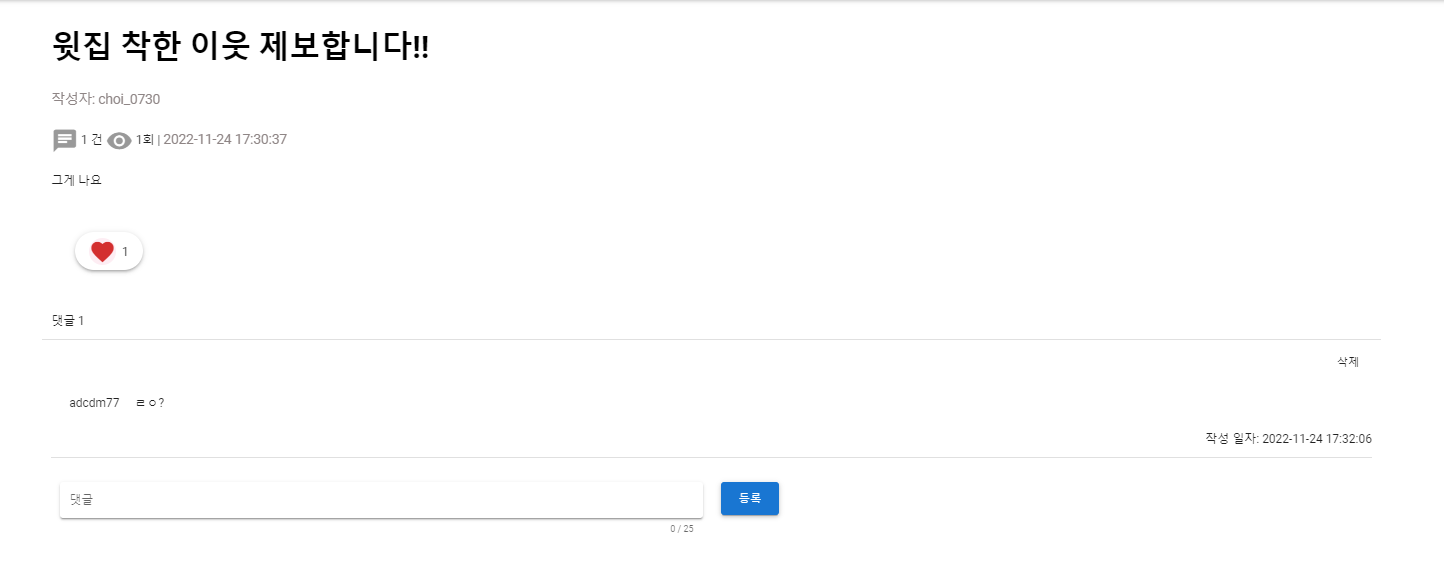 윗집 착한 이웃 제보합니다!!
작성자: choi_0730
1 건 1회 | 2022-11-24 17:30:37
그게 나요
1
댓글 1
삭제
adcdm77 ㄹㅇ?
작성 일자: 2022-11-24 17:32:06
댓글 등록
0 / 25